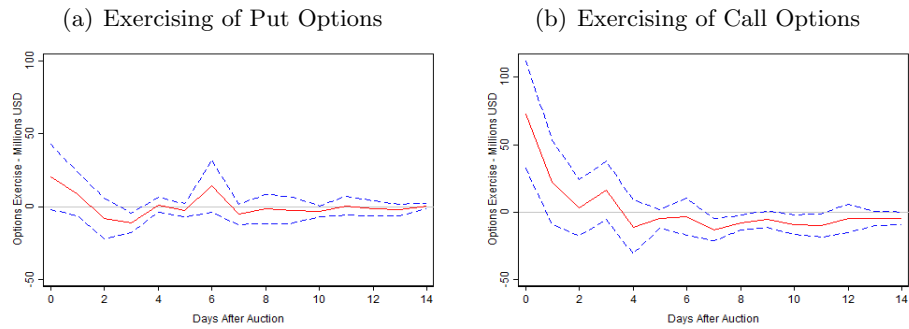 (a) Exercising of Put Options
(b) Exercising of Call Options
Options Exercise - Millions USD
100
50
0
-50
0 2 4 6 8 10 12 14
Days After Auction
Options Exercise - Millions USD
100
50
0
-50
0 2 4 6 8 10 12 14
Days After Auction